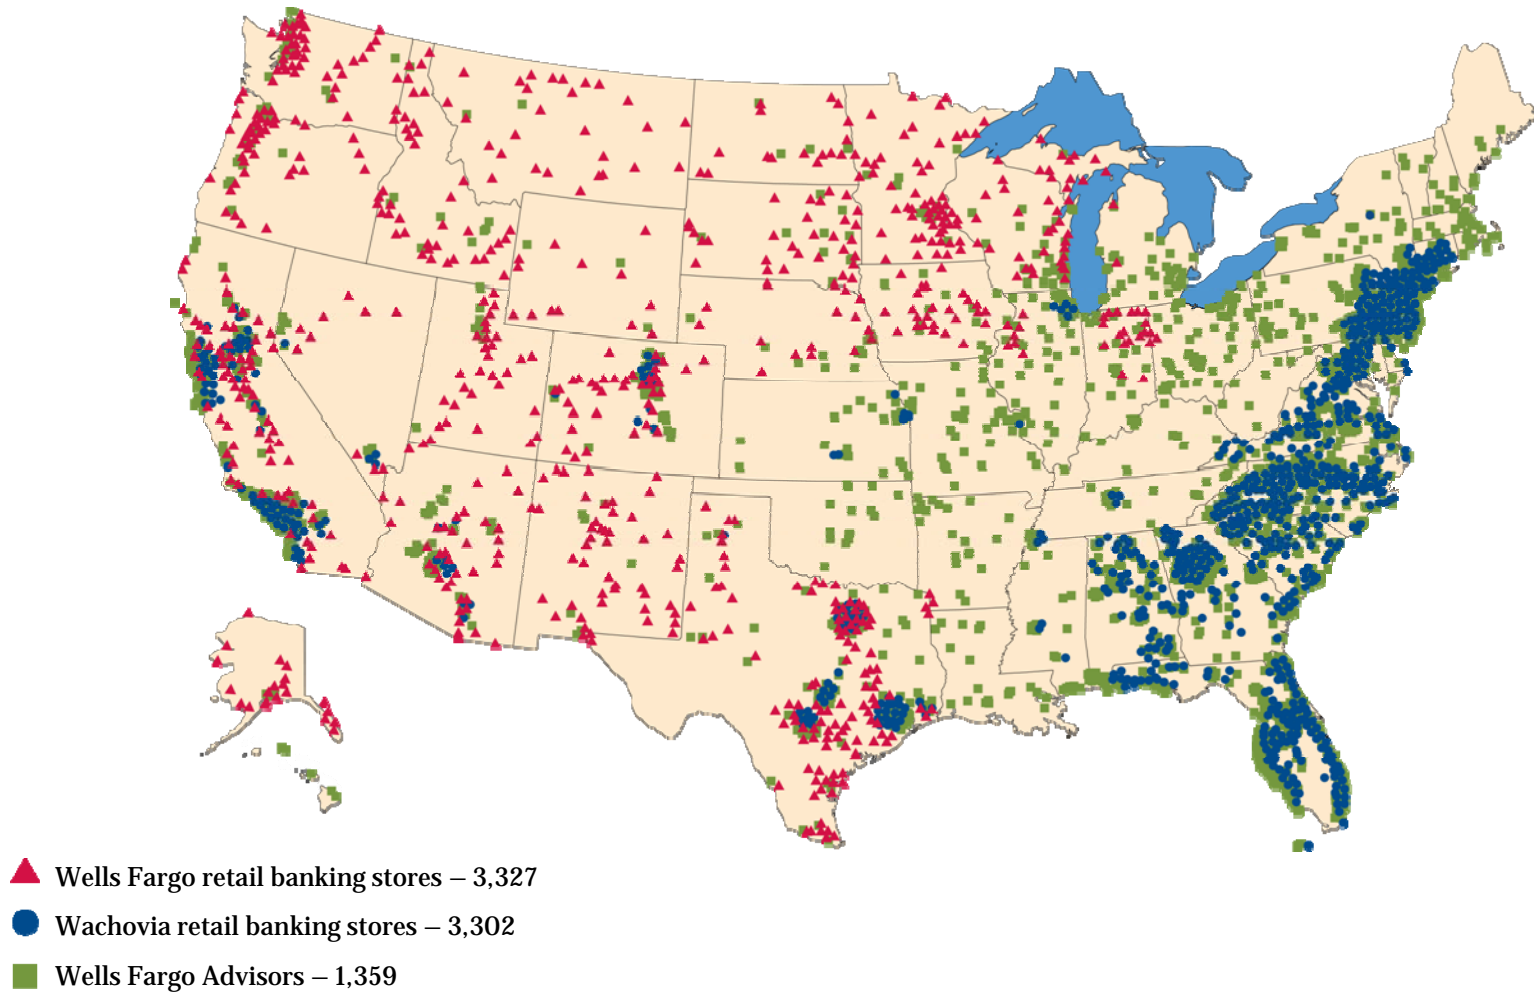 Wells Fargo retail banking stores – 3,327
Wachovia retail banking stores – 3,302
Wells Fargo Advisors – 1,359